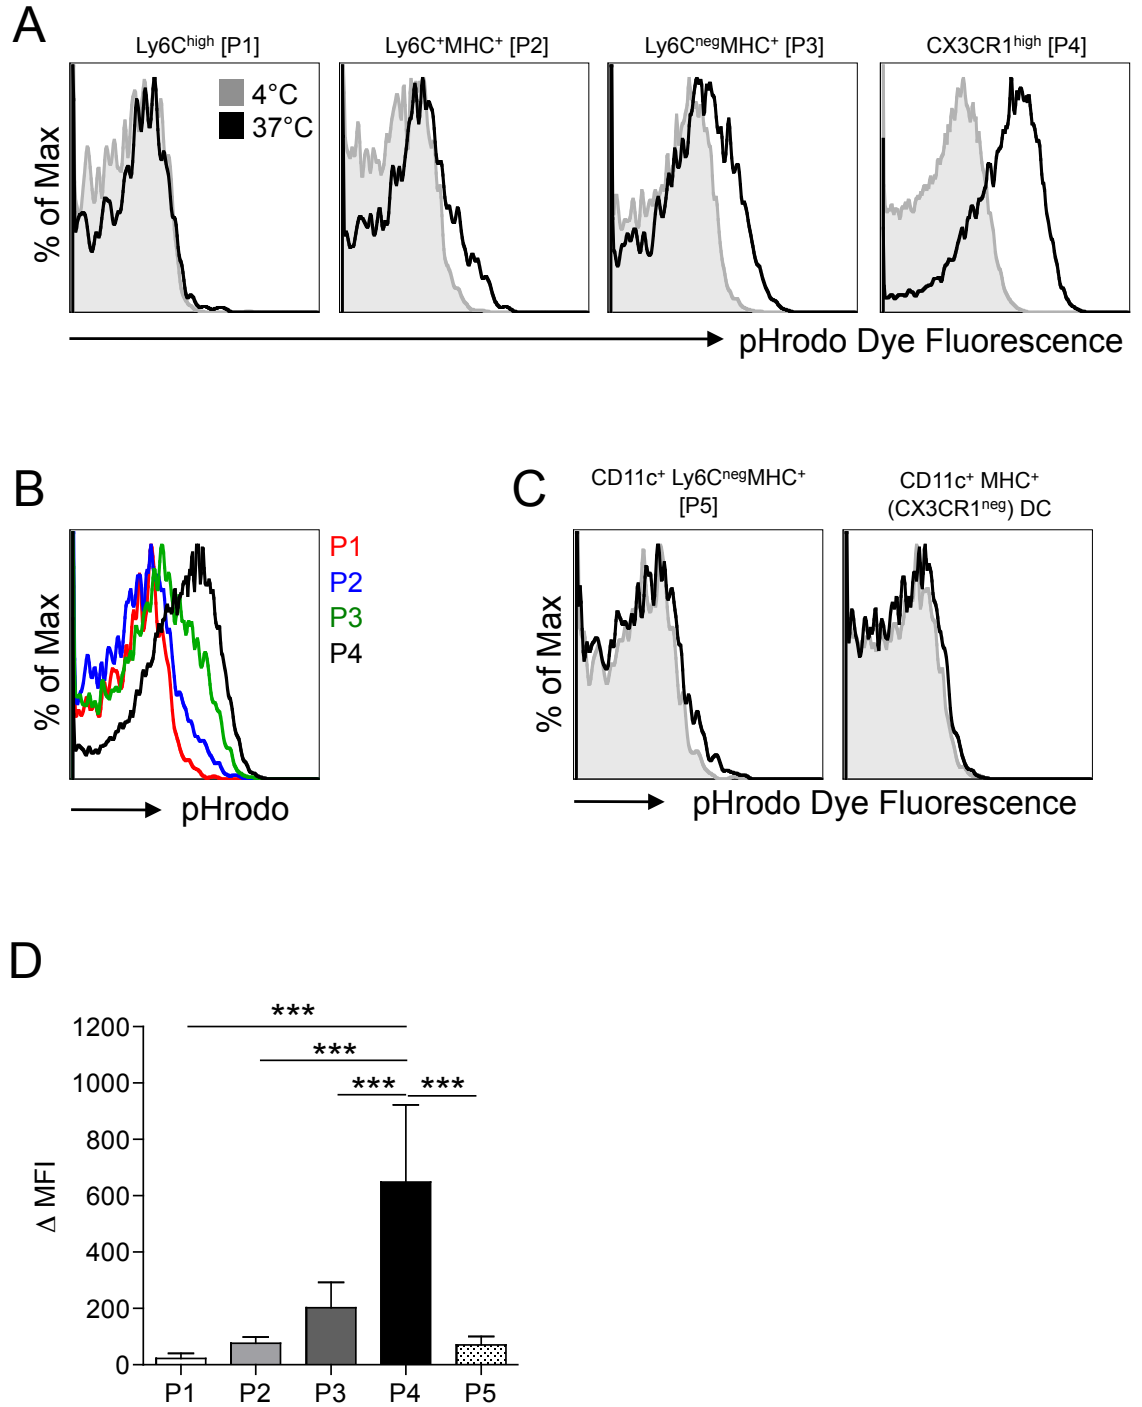 A
Ly6Chigh [P1]
Ly6C+MHC+ [P2]
Ly6CnegMHC+ [P3]
CX3CR1high [P4]
4°C
37°C
% of Max
pHrodo Dye Fluorescence
B
P1
P2
P3
P4
% of Max
pHrodo
C
CD11c+ Ly6CnegMHC+
[P5]
CD11c+ MHC+
(CX3CR1neg) DC
% of Max
pHrodo Dye Fluorescence
D
***
***
*** ***
1200
1000
800
600
400
200
0
Δ MFI
P1 P2 P3 P4 P5